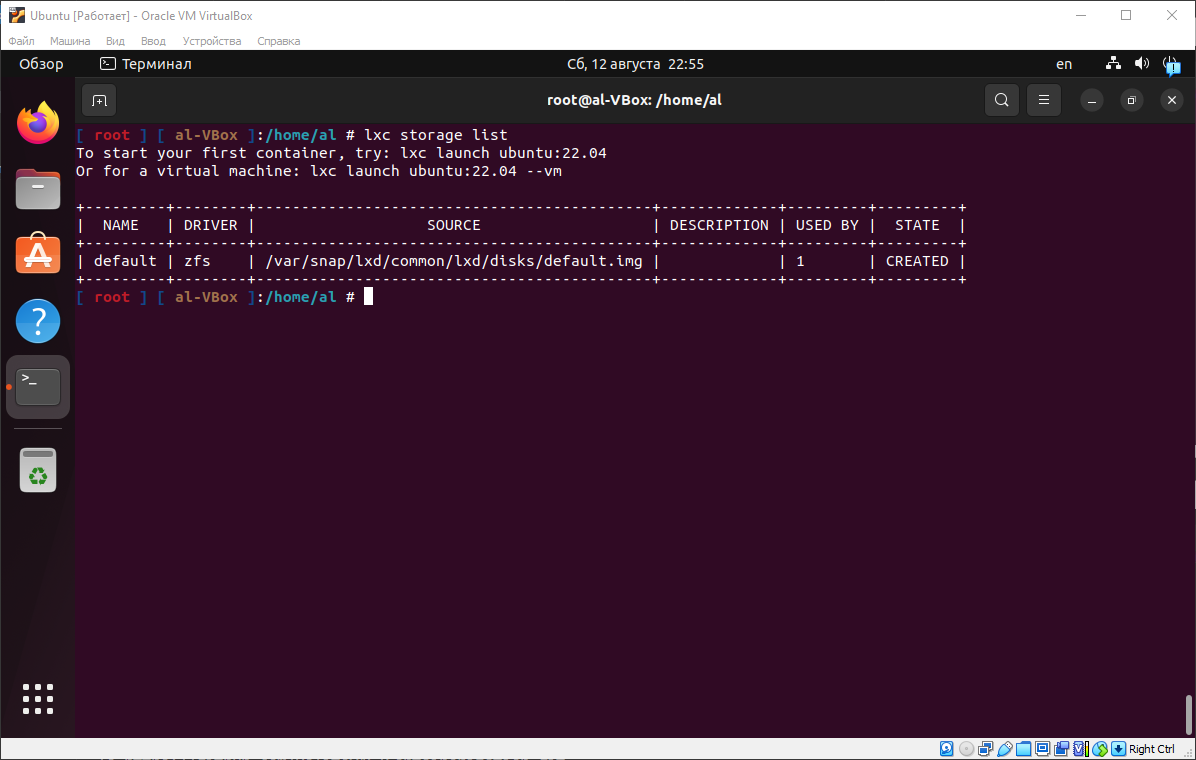 Ubuntu [Работает] - Oracle VM VirtualBox
Файл Машина Вид Ввод Устройства Справка
Обзор Терминал Сб, 12 августа 22:55 en
root@al-VBox: /home/al
[ root ] [ al-VBox ]:/home/al # lxc storage list
To start your first container, try: lxc launch ubuntu:22.04
Or for a virtual machine: lxc launch ubuntu:22.04 --vm
+---------+--------+--------------------------------------------+-------------+---------+---------+
| NAME | DRIVER | SOURCE | DESCRIPTION | USED BY | STATE |
+---------+--------+--------------------------------------------+-------------+---------+---------+
| default | zfs | /var/snap/lxd/common/lxd/disks/default.img | | 1 | CREATED |
+---------+--------+--------------------------------------------+-------------+---------+---------+
[ root ] [ al-VBox ]:/home/al #
Right Ctrl